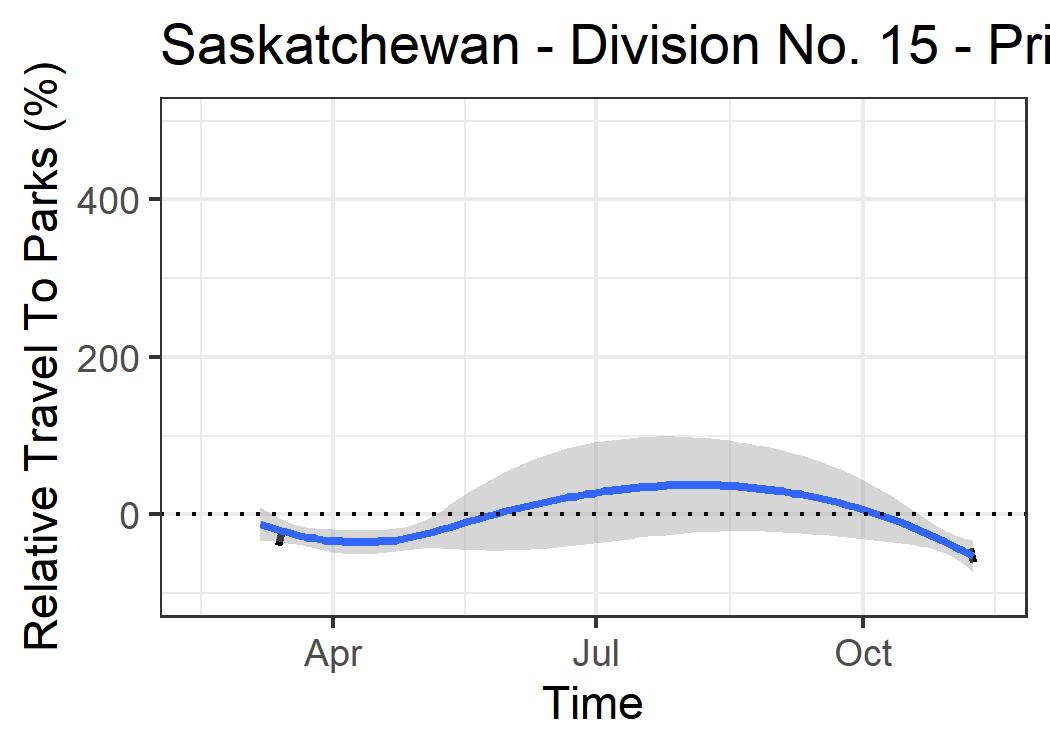 Saskatchewan - Division No. 15 - Pri
Relative Travel To Parks (%)
400
200
0
Apr
Jul
Oct
Time